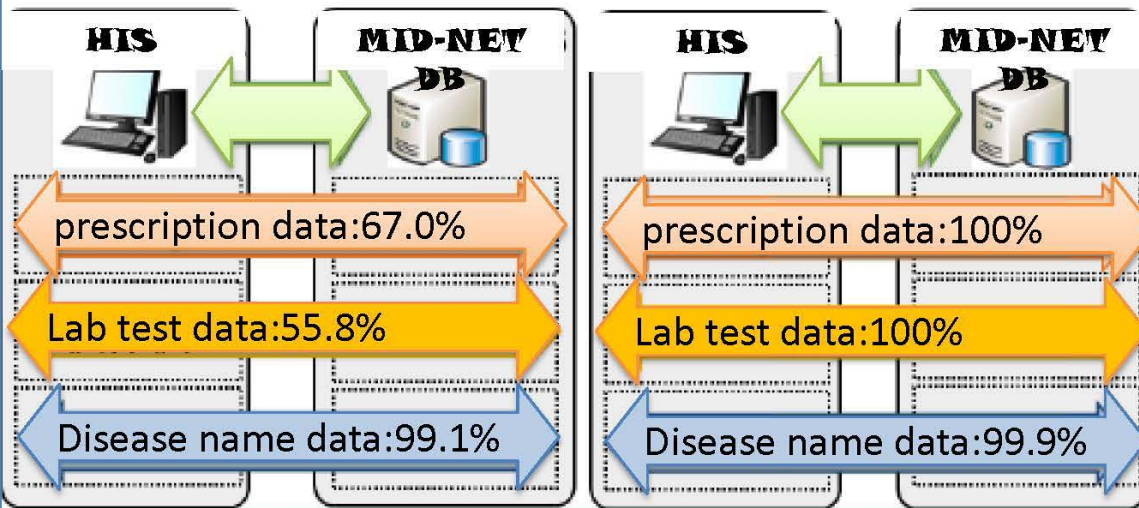 HIS
MID-NET
DB
prescription data:67.0%
Lab test data:55.8%
Disease name data:99.1%
HIS
MID-NET
DB
prescription data:100%
Lab test data:100%
Disease name data:99.9%